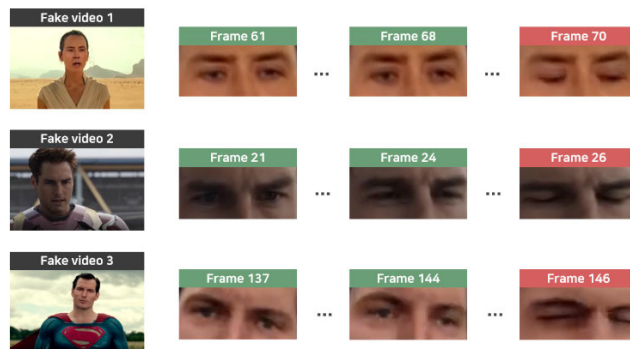 Fake video 1
Frame 61 ... Frame 68 ... Frame 70
Fake video 2
Frame 21 ... Frame 24 ... Frame 26
Fake video 3
Frame 137 ... Frame 144 ... Frame 146